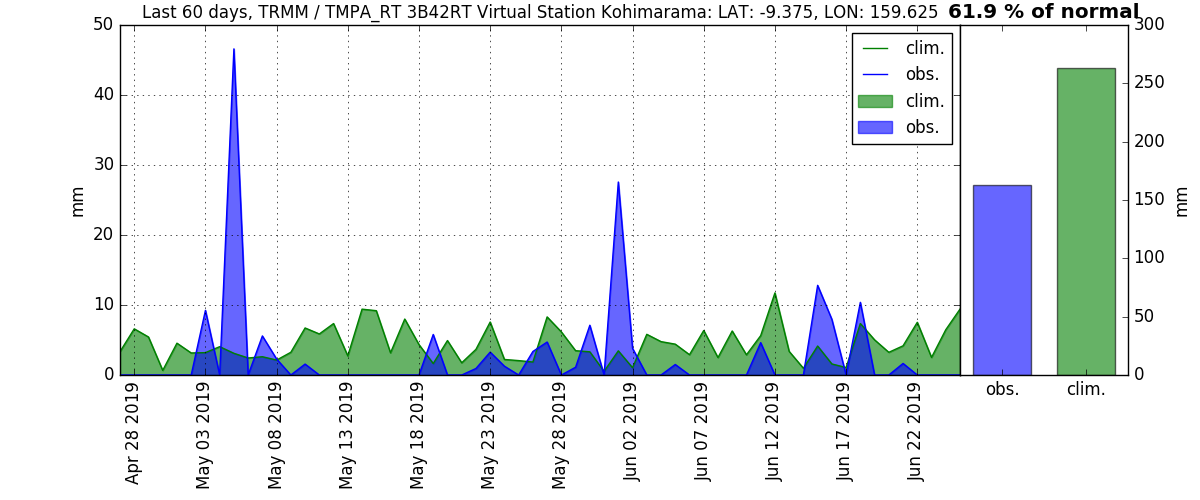 Last 60 days, TRMM / TMPA_RT 3B42RT Virtual Station Kohimarama: LAT: -9.375, LON: 159.625
61.9 % of normal
50
40
30
20
10
0
mm
clim.
obs.
clim.
obs.
300
250
200
150
100
50
0
mm
obs.
clim.
Apr 28 2019
May 03 2019
May 08 2019
May 13 2019
May 18 2019
May 23 2019
May 28 2019
Jun 02 2019
Jun 07 2019
Jun 12 2019
Jun 17 2019
Jun 22 2019